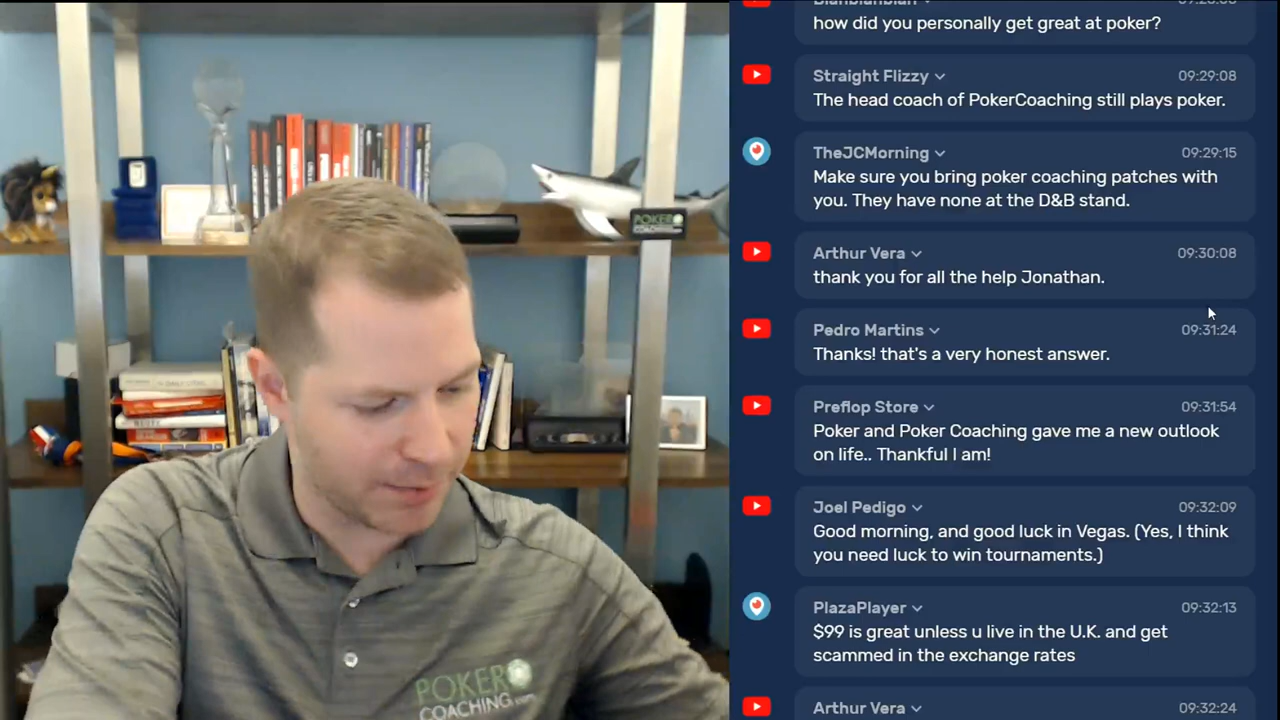 how did you personally get great at poker?
Straight Flizzy
09:29:08
The head coach of PokerCoaching still plays poker.
TheJCMorning
09:29:15
Make sure you bring poker coaching patches with
you. They have none at the D&B stand.
Arthur Vera
09:30:08
thank you for all the help Jonathan.
Pedro Martins
09:31:24
Thanks! that's a very honest answer.
Preflop Store
09:31:54
Poker and Poker Coaching gave me a new outlook
on life.. Thankful I am!
Joel Pedigo
09:32:09
Good morning, and good luck in Vegas. (Yes, I think
you need luck to win tournaments.)
PlazaPlayer
09:32:13
$99 is great unless u live in the U.K. and get
scammed in the exchange rates
Arthur Vera
09:32:24
POKER
COACHING
POKER
COACHING.com